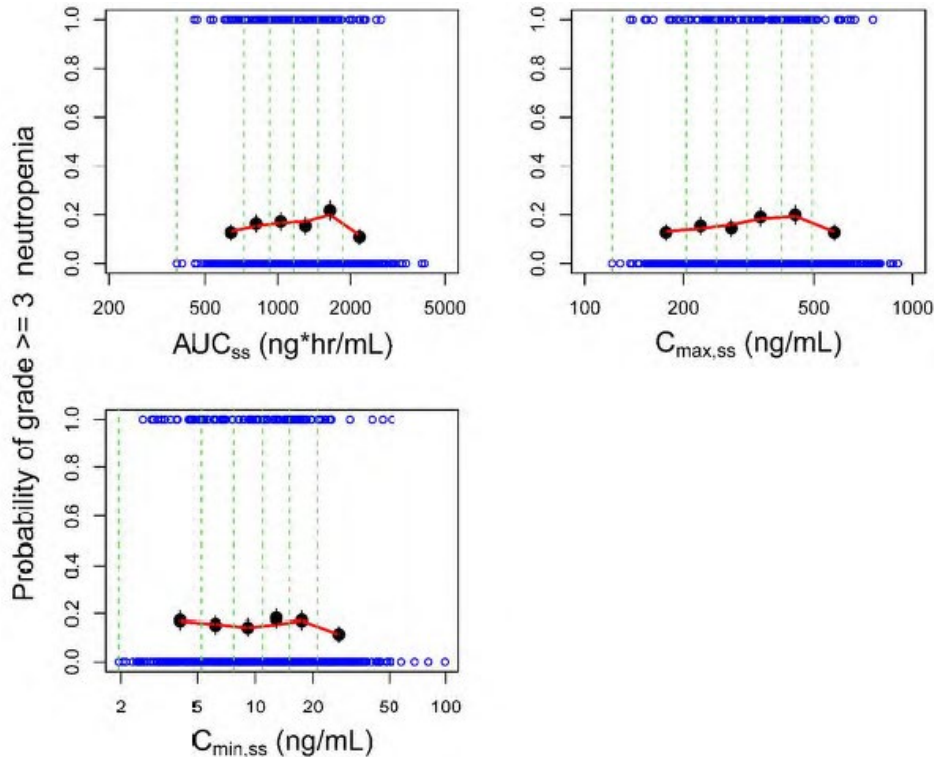 Probability of grade >= 3 neutropenia
1.0
0.8
0.6
0.4
0.2
0.0
200 500 1000 2000 5000
AUCss (ng*hr/mL)
1.0
0.8
0.6
0.4
0.2
0.0
100 200 500 1000
Cmax,ss (ng/mL)
1.0
0.8
0.6
0.4
0.2
0.0
2 5 10 20 100
Cmin,ss (ng/mL)